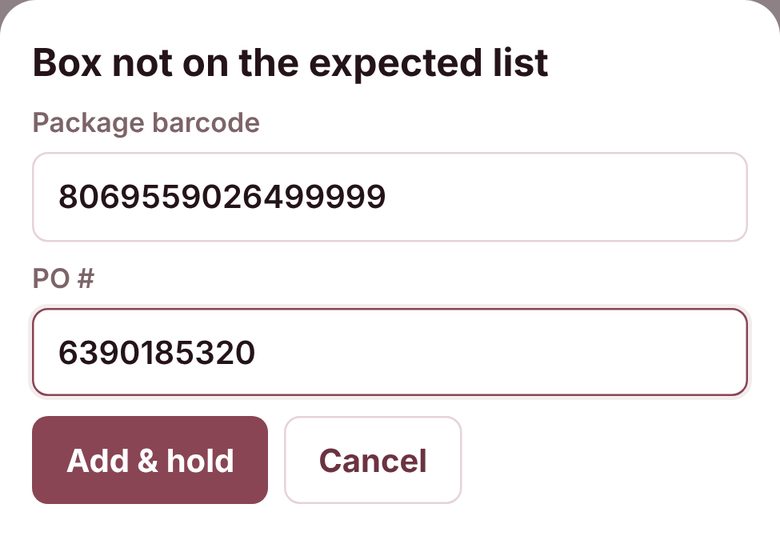 Box not on the expected list
Package barcode
8069559026499999
PO #
6390185320
Add & hold
Cancel